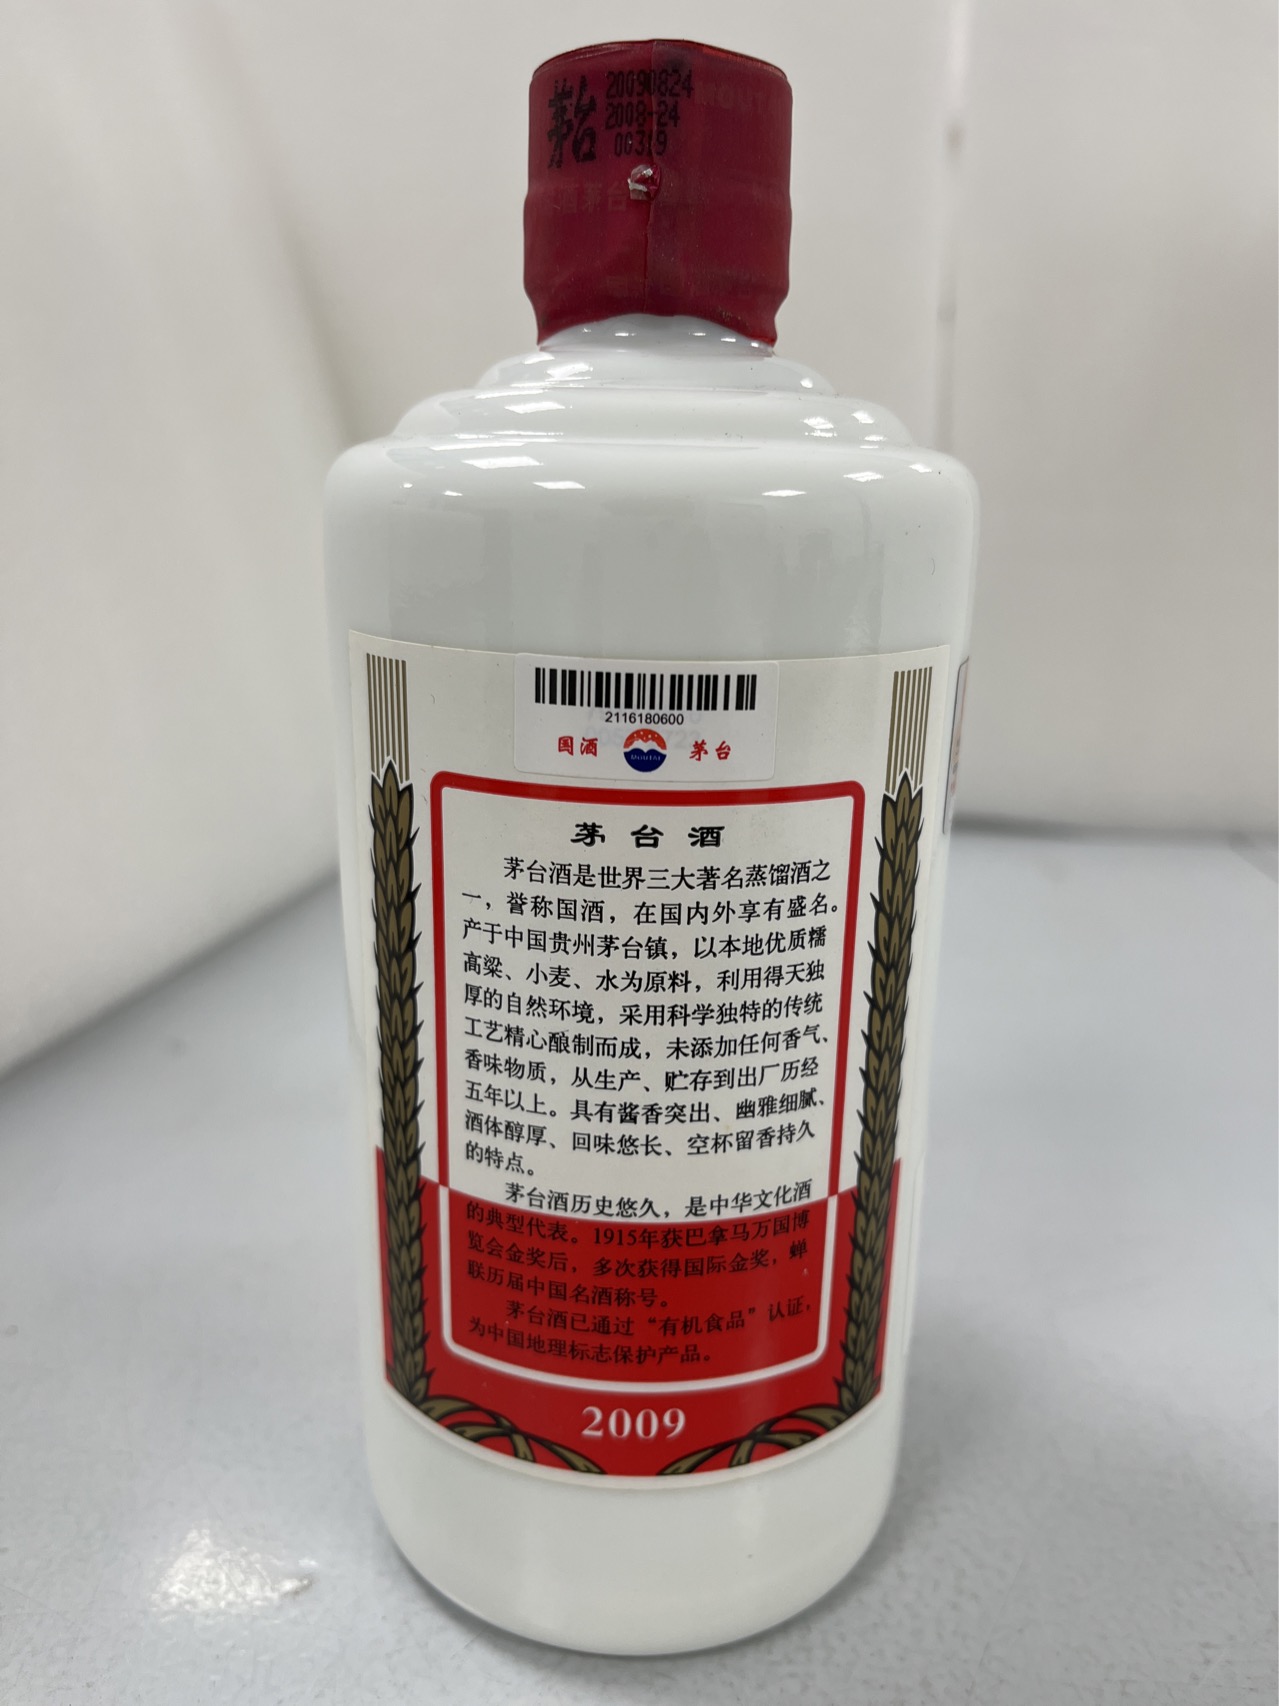 茅台
20090824
2008-24
00319
酒茅台
2116180600
国酒 MOUTAI 茅台
茅台酒
茅台酒是世界三大著名蒸馏酒之
一，誉称国酒，在国内外享有盛名。
产于中国贵州茅台镇，以本地优质糯
高粱、小麦、水为原料，利用得天独
厚的自然环境，采用科学独特的传统
工艺精心酿制而成，未添加任何香气、
香味物质，从生产、贮存到出厂历经
五年以上。具有酱香突出、幽雅细腻、
酒体醇厚、回味悠长、空杯留香持久
的特点。
茅台酒历史悠久，是中华文化酒
的典型代表。1915年获巴拿马万国博
览会金奖后，多次获得国际金奖，蝉
联历届中国名酒称号。
茅台酒已通过“有机食品”认证，
为中国地理标志保护产品。
2009